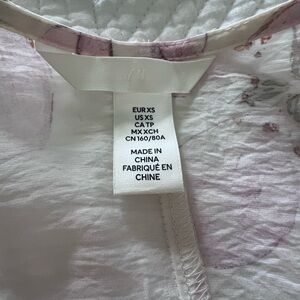 EUR XS
US XS
CA TP
MX XCH
CN 160/80A
MADE IN
CHINA
FABRIQUÉ EN
CHINE